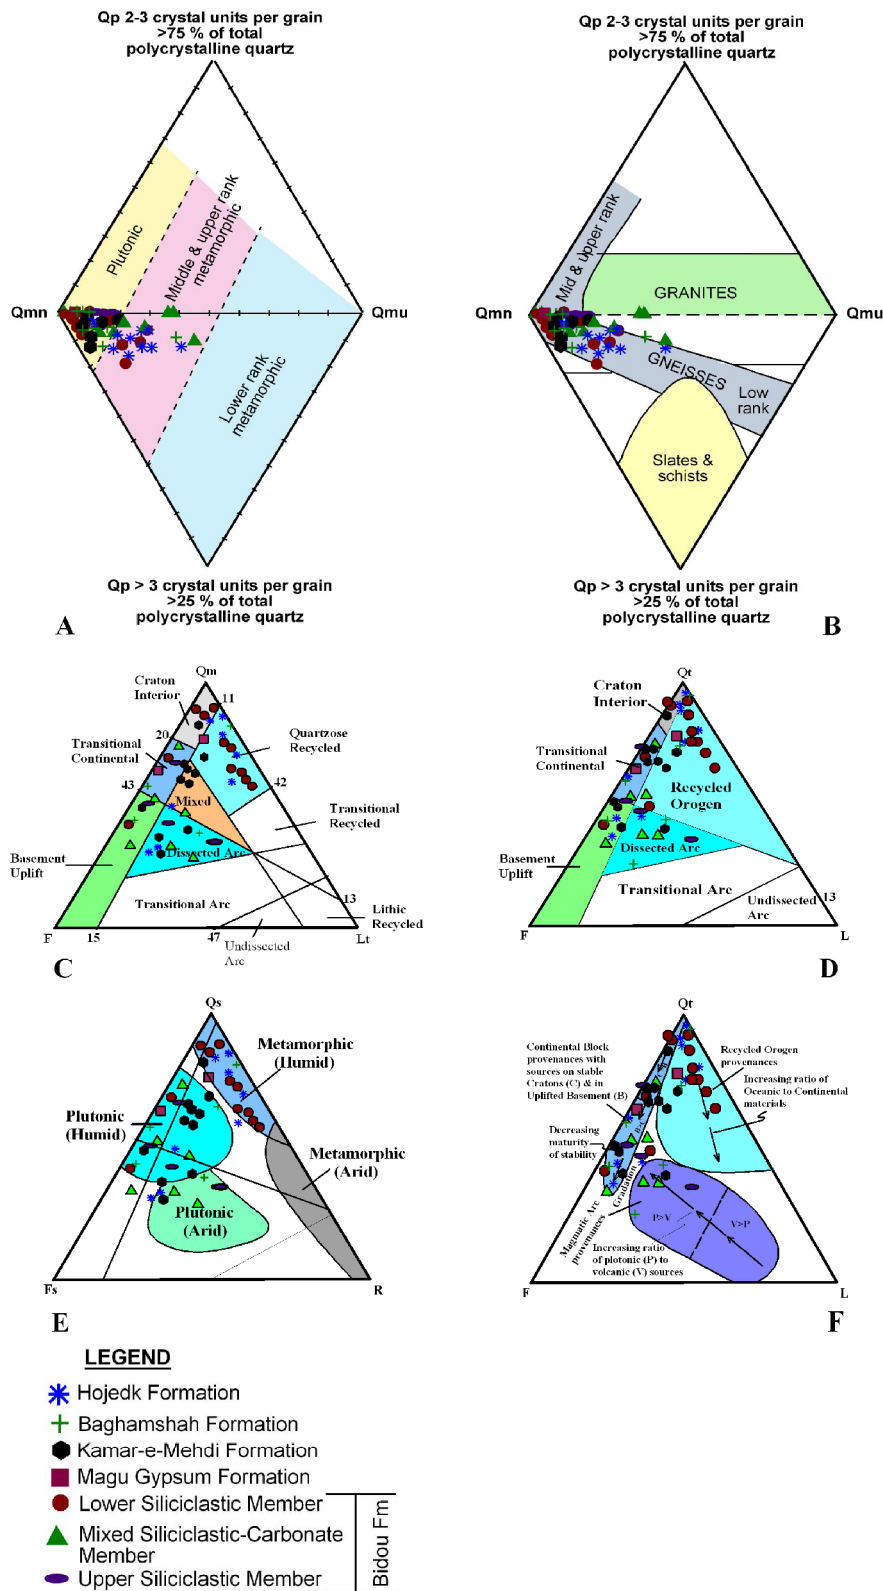 Qp 2-3 crystal units per grain
>75 % of total
polycrystalline quartz
Qmn
Qmu
Plutonic
Middle & upper rank
metamorphic
Lower rank
metamorphic
Qp > 3 crystal units per grain
>25 % of total
polycrystalline quartz
A
Qp 2-3 crystal units per grain
>75 % of total
polycrystalline quartz
Qmn
Qmu
Mid & upper rank
GRANITES
GNEISSES
Low
rank
Slates &
schists
Qp > 3 crystal units per grain
>25 % of total
polycrystalline quartz
B
Qm
Craton
Interior
11
20
Quartzose
Recycled
Transitional
Continental
43
42
Mixed
Transitional
Recycled
Basement
Uplift
Dissected Arc
Transitional Arc
13
Lithic
Recycled
F
15
47
Undissected
Arc
Lt
C
Qt
Craton
Interior
Transitional
Continental
Recycled
Orogen
Basement
Uplift
Dissected Arc
Transitional Arc
Undissected
Arc
13
F
L
D
Qs
Metamorphic
(Humid)
Plutonic
(Humid)
Metamorphic
(Arid)
Plutonic
(Arid)
Fs
R
E
Qt
Continental Block
provenances with
sources on stable
Cratons (C) & in
Uplifted Basement (B)
Recycled Orogen
provenances
Increasing ratio of
Oceanic to Continental
materials
Decreasing
maturity
of stability
Gradation
Magmatic Arc
provenances
P>V
V>P
Increasing ratio
of plotonic (P) to
volcanic (V) sources
F
L
F
LEGEND
Hojedk Formation
Baghamshah Formation
Kamar-e-Mehdi Formation
Magu Gypsum Formation
Lower Siliciclastic Member
Mixed Siliciclastic-Carbonate
Member
Upper Siliciclastic Member
Bidou Fm